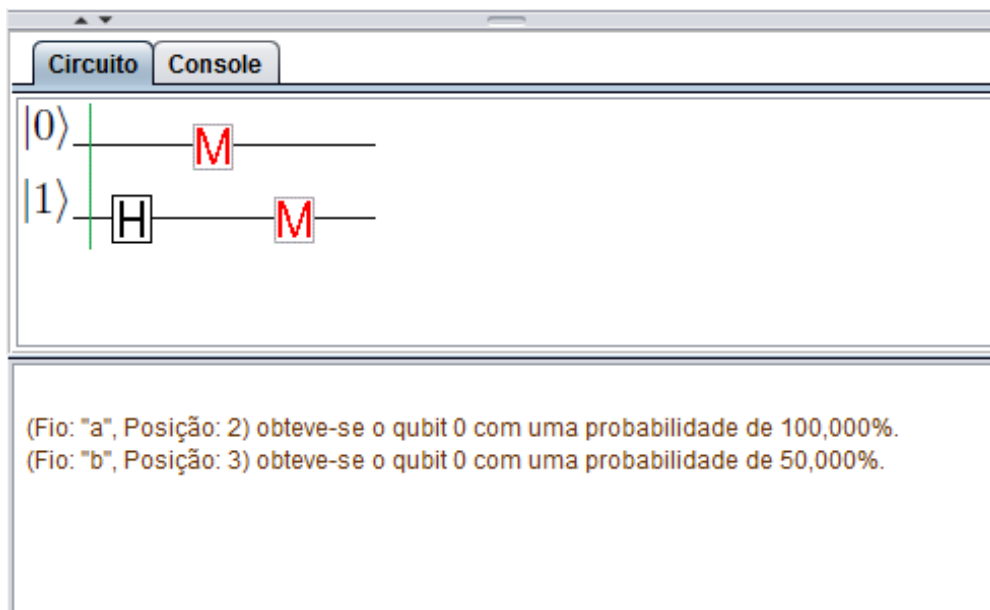 Circuito Console
|0⟩ M
|1⟩ H M
(Fio: "a", Posição: 2) obteve-se o qubit 0 com uma probabilidade de 100,000%.
(Fio: "b", Posição: 3) obteve-se o qubit 0 com uma probabilidade de 50,000%.